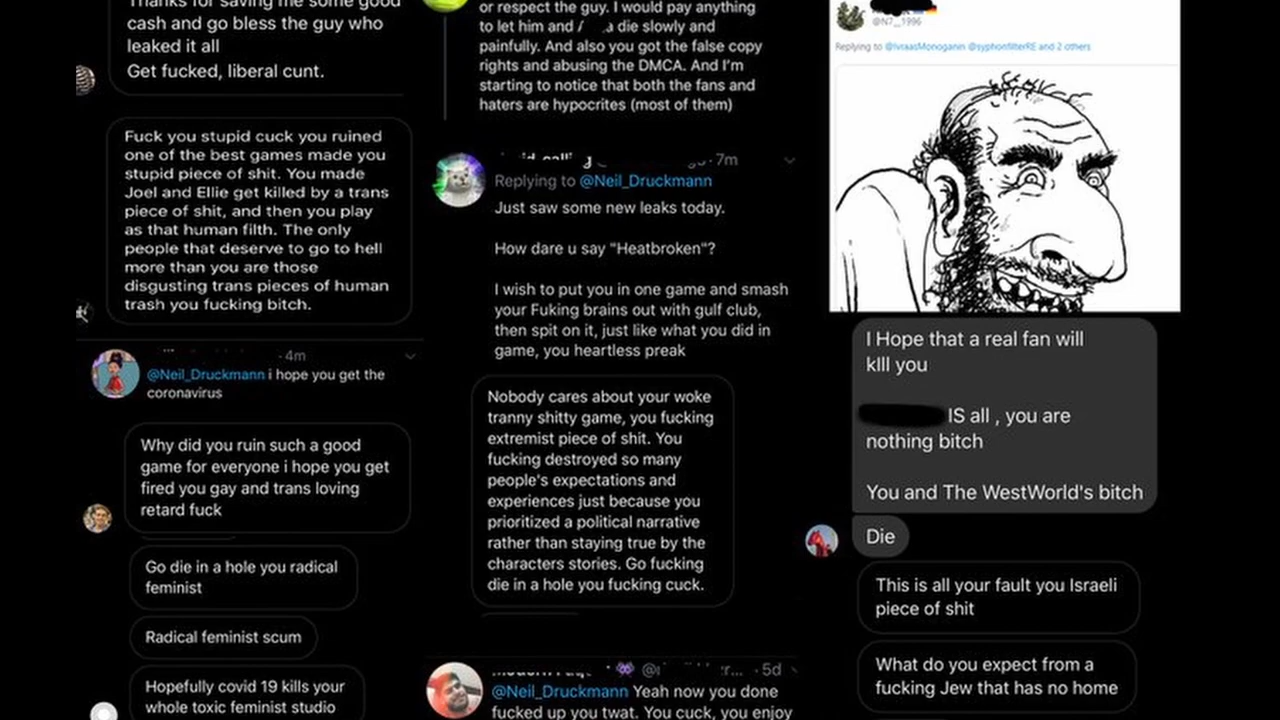 Thanks for saving me some good
cash and go bless the guy who
leaked it all
Get fucked, liberal cunt.
Fuck you stupid cuck you ruined
one of the best games made you
stupid piece of shit. You made
Joel and Ellie get killed by a trans
piece of shit, and then you play
as that human filth. The only
people that deserve to go to hell
more than you are those
disgusting trans pieces of human
trash you fucking bitch.
4m
@Neil_Druckmann i hope you get the
coronavirus
Why did you ruin such a good
game for everyone i hope you get
fired you gay and trans loving
retard fuck
Go die in a hole you radical
feminist
Radical feminist scum
Hopefully covid 19 kills your
whole toxic feminist studio
or respect the guy. I would pay anything
to let him and die slowly and
painfully. And also you got the false copy
rights and abusing the DMCA. And I'm
starting to notice that both the fans and
haters are hypocrites (most of them)
7m
Replying to @Neil_Druckmann
Just saw some new leaks today.
How dare u say "Heatbroken"?
I wish to put you in one game and smash
your Fuking brains out with gulf club,
then spit on it, just like what you did in
game, you heartless preak
Nobody cares about your woke
tranny shitty game, you fucking
extremist piece of shit. You
fucking destroyed so many
people's expectations and
experiences just because you
prioritized a political narrative
rather than staying true by the
characters stories. Go fucking
die in a hole you fucking cuck.
5d
@Neil_Druckmann Yeah now you done
fucked up you twat. You cuck, you enjoy
@N7_1996
Replying to @IvraasMonogann @syphonfilterRE and 2 others
I Hope that a real fan will
kIll you
IS all , you are
nothing bitch
You and The WestWorld's bitch
Die
This is all your fault you Israeli
piece of shit
What do you expect from a
fucking Jew that has no home